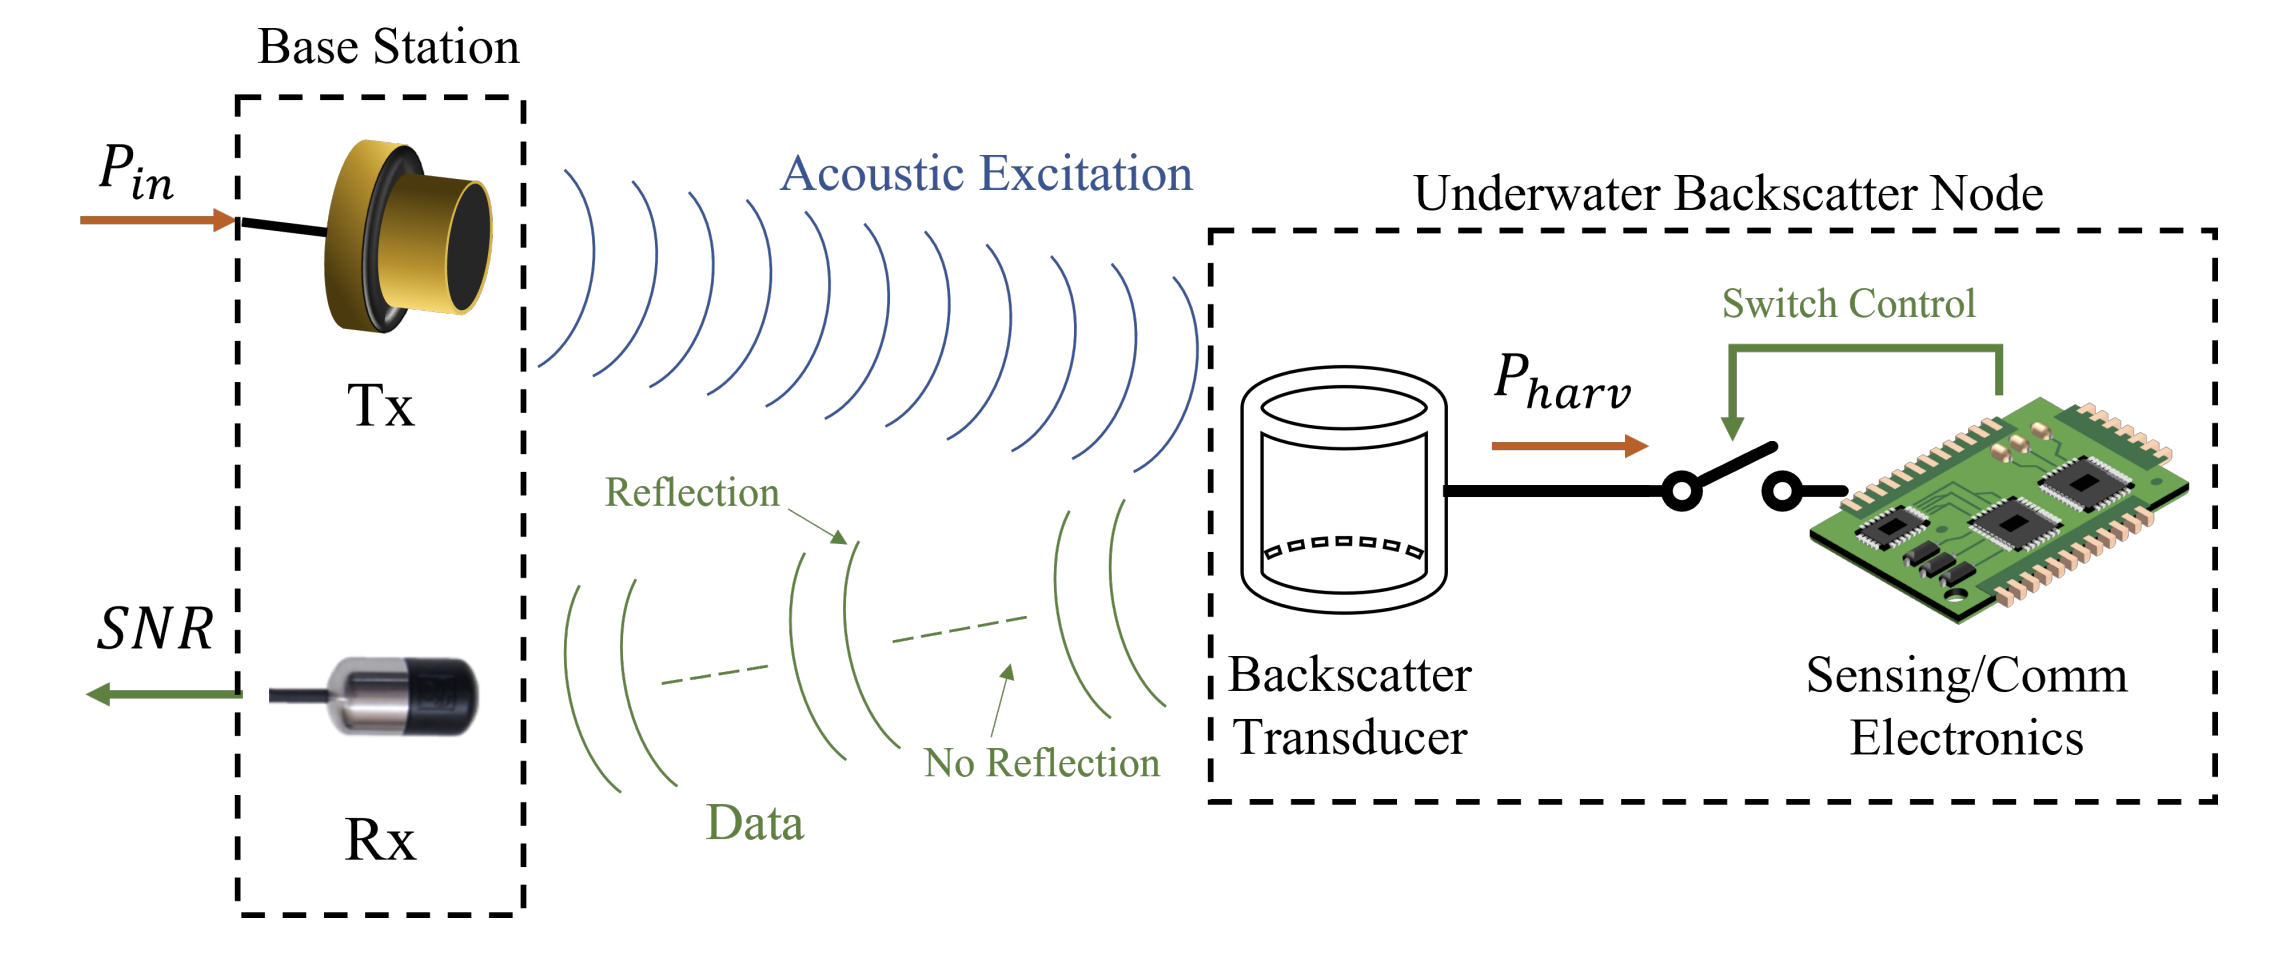 Base Station
P_in
Acoustic Excitation
Underwater Backscatter Node
Switch Control
P_harv
Tx
Reflection
SNR
Backscatter
Transducer
Sensing/Comm
Electronics
No Reflection
Data
Rx